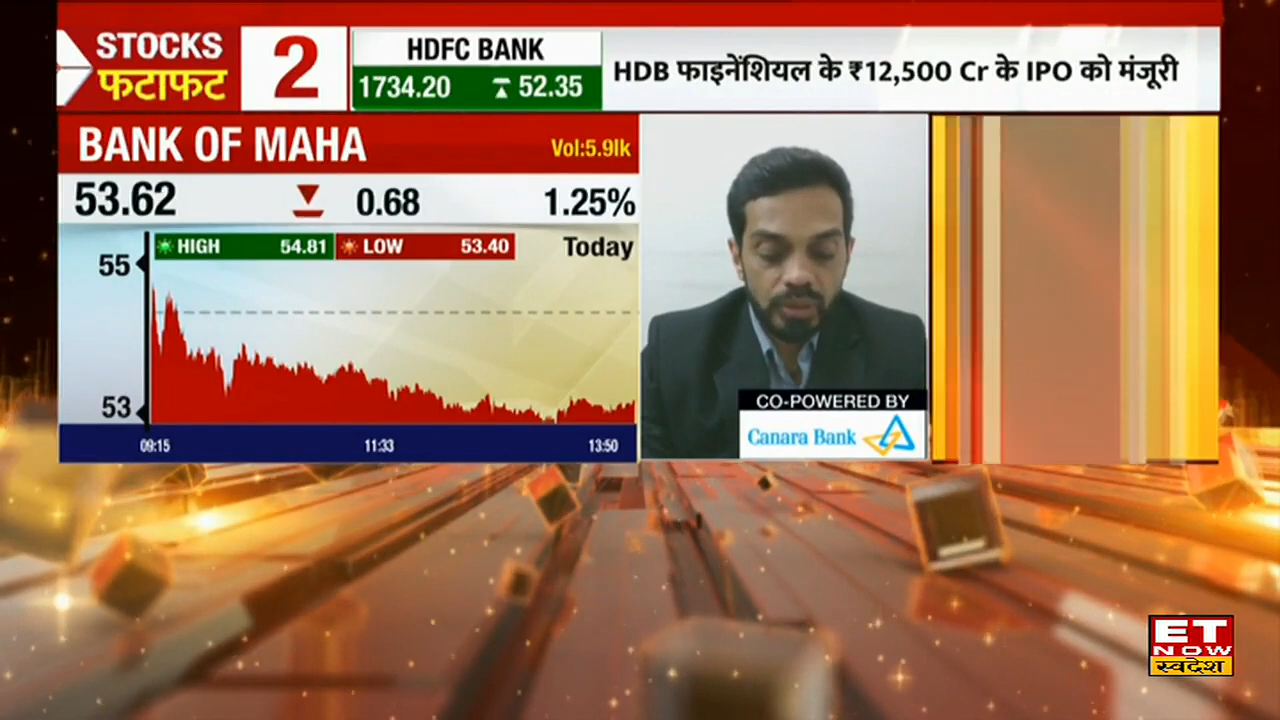 STOCKS
फटाफट
2
HDFC BANK
1734.20 52.35
HDB फाइनेंशियल के ₹12,500 Cr के IPO को मंजूरी
BANK OF MAHA Vol:5.9lk
53.62 0.68 1.25%
HIGH 54.81 LOW 53.40 Today
55
53
09:15 11:33 13:50
CO-POWERED BY
Canara Bank
ET
NOW
स्वदेश